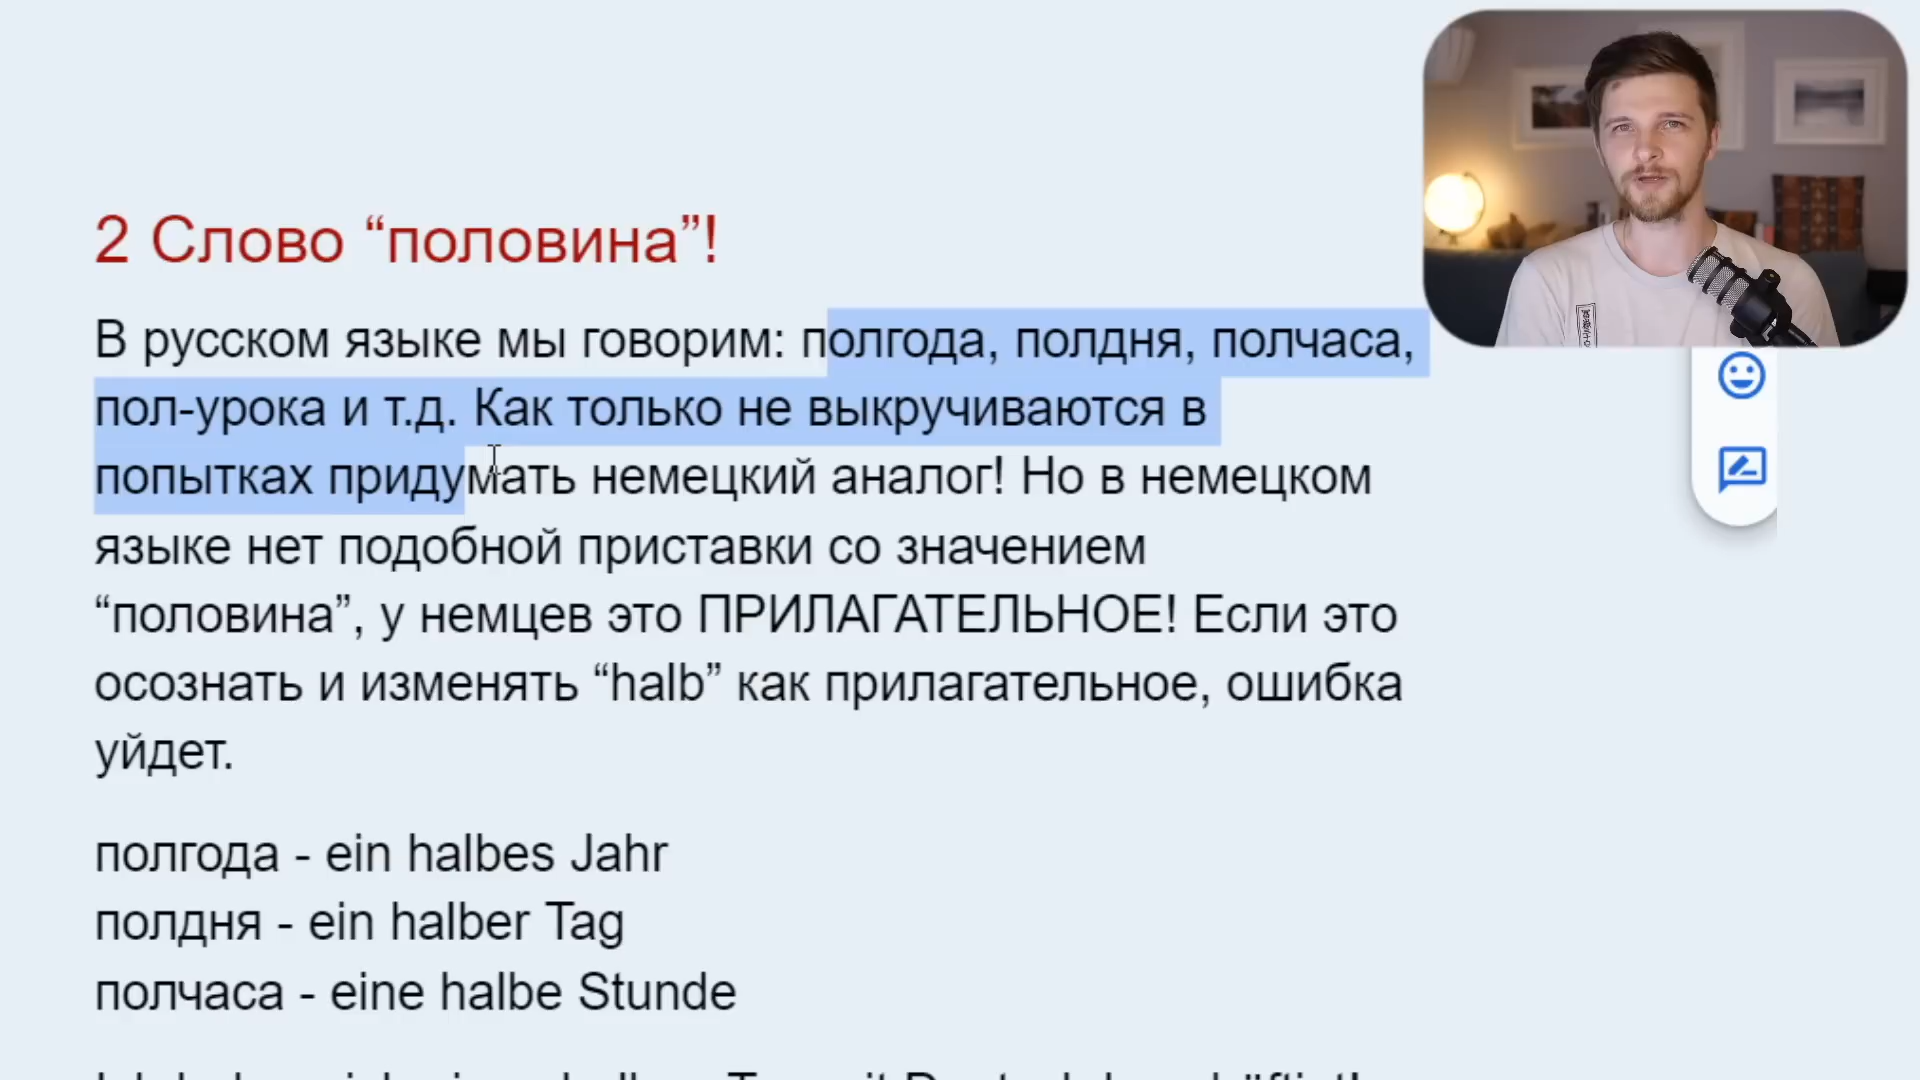 2 Слово “половина”!
В русском языке мы говорим: полгода, полдня, полчаса,
пол-урока и т.д. Как только не выкручиваются в
попытках придумать немецкий аналог! Но в немецком
языке нет подобной приставки со значением
“половина”, у немцев это ПРИЛАГАТЕЛЬНОЕ! Если это
осознать и изменять “halb” как прилагательное, ошибка
уйдет.
полгода - ein halbes Jahr
полдня - ein halber Tag
полчаса - eine halbe Stunde